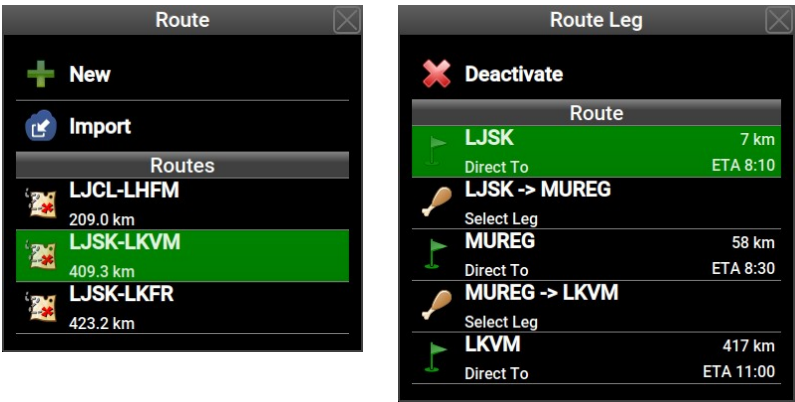 Route
New
Import
Routes
LJCL-LHFM
209.0 km
LJSK-LKVM
409.3 km
LJSK-LKFR
423.2 km
Route Leg
Deactivate
Route
LJSK 7 km
Direct To ETA 8:10
LJSK -> MUREG
Select Leg
MUREG 58 km
Direct To ETA 8:30
MUREG -> LKVM
Select Leg
LKVM 417 km
Direct To ETA 11:00